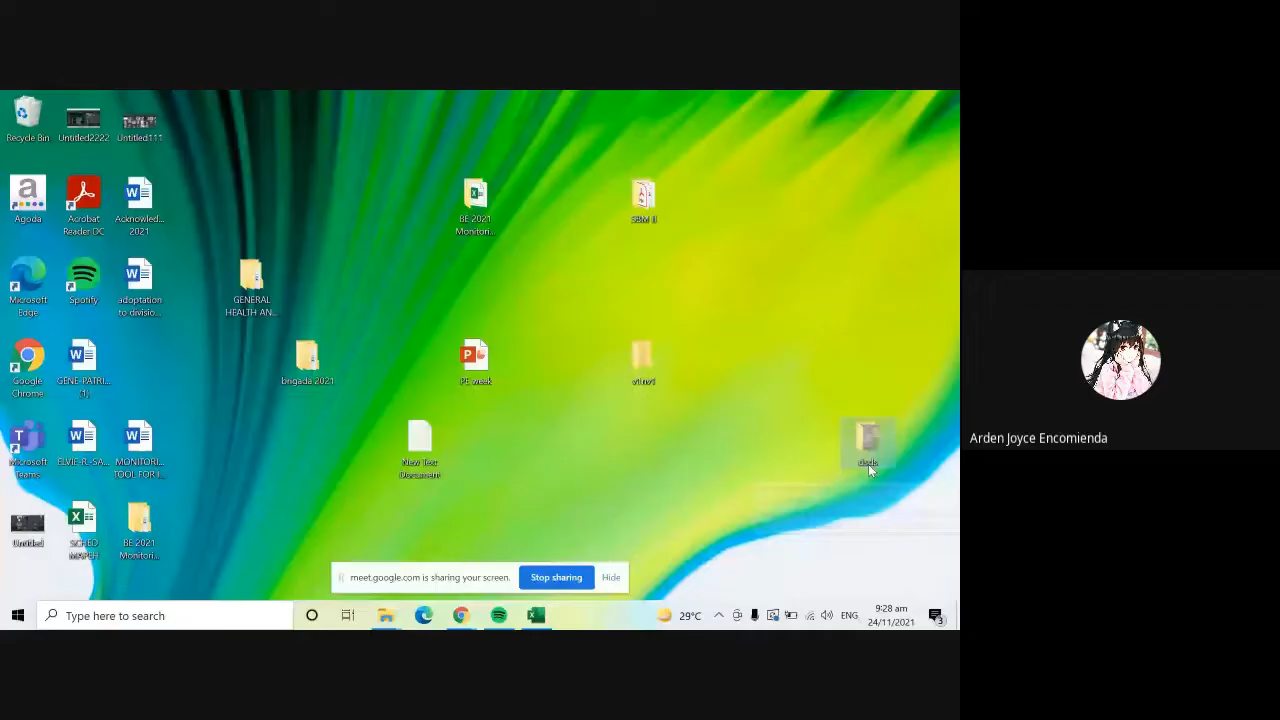 Recycle Bin
Untitled2222
Untitled111
Agoda
Acrobat
Reader DC
Acknowled...
2021
BE 2021
Monitori...
SBM II
Microsoft
Edge
Spotify
adoptation
to divisio...
GENERAL
HEALTH AN...
Google
Chrome
GENE-PATRI...
(1)
brigada 2021
PE week
Microsoft
Teams
ELVIE-R.-SA...
MONITORI...
TOOL FOR I...
New Text
Document
Untitled
SCHED
MAPEH
BE 2021
Monitori...
meet.google.com is sharing your screen.
Stop sharing
Hide
Type here to search
29°C
ENG
9:28 am
24/11/2021
3
Arden Joyce Encomienda